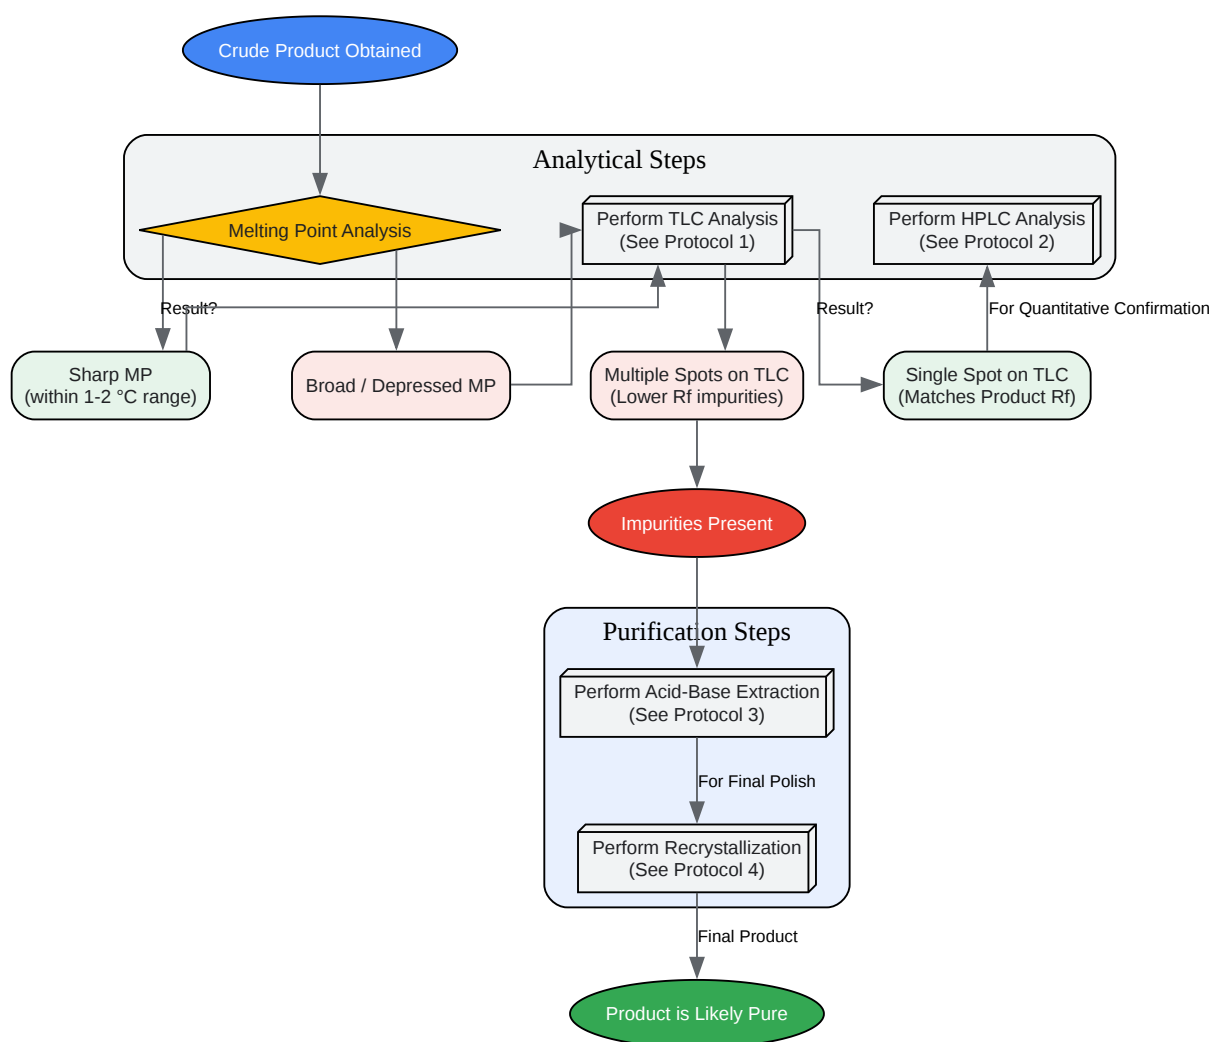 Crude Product Obtained
Analytical Steps
Melting Point Analysis
Perform TLC Analysis
(See Protocol 1)
Perform HPLC Analysis
(See Protocol 2)
Result?
Result?
For Quantitative Confirmation
Sharp MP
(within 1-2 °C range)
Broad / Depressed MP
Multiple Spots on TLC
(Lower Rf impurities)
Single Spot on TLC
(Matches Product Rf)
Impurities Present
Purification Steps
Perform Acid-Base Extraction
(See Protocol 3)
For Final Polish
Perform Recrystallization
(See Protocol 4)
Final Product
Product is Likely Pure